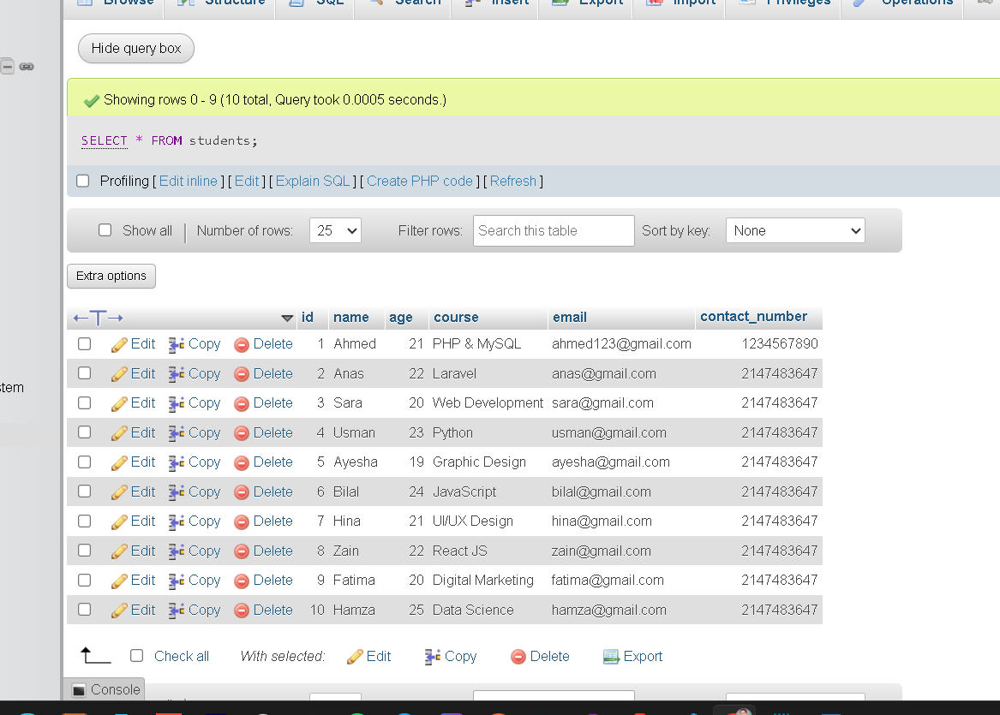 Browse Structure SQL Search Insert Export Import Privileges Operations
Hide query box
Showing rows 0 - 9 (10 total, Query took 0.0005 seconds.)
SELECT * FROM students;
Profiling [ Edit inline ] [ Edit ] [ Explain SQL ] [ Create PHP code ] [ Refresh ]
Show all Number of rows: 25 Filter rows: Search this table Sort by key: None
Extra options
id name age course email contact_number
Edit Copy Delete 1 Ahmed 21 PHP & MySQL ahmed123@gmail.com 1234567890
Edit Copy Delete 2 Anas 22 Laravel anas@gmail.com 2147483647
stem
Edit Copy Delete 3 Sara 20 Web Development sara@gmail.com 2147483647
Edit Copy Delete 4 Usman 23 Python usman@gmail.com 2147483647
Edit Copy Delete 5 Ayesha 19 Graphic Design ayesha@gmail.com 2147483647
Edit Copy Delete 6 Bilal 24 JavaScript bilal@gmail.com 2147483647
Edit Copy Delete 7 Hina 21 UI/UX Design hina@gmail.com 2147483647
Edit Copy Delete 8 Zain 22 React JS zain@gmail.com 2147483647
Edit Copy Delete 9 Fatima 20 Digital Marketing fatima@gmail.com 2147483647
Edit Copy Delete 10 Hamza 25 Data Science hamza@gmail.com 2147483647
Check all With selected: Edit Copy Delete Export
Console